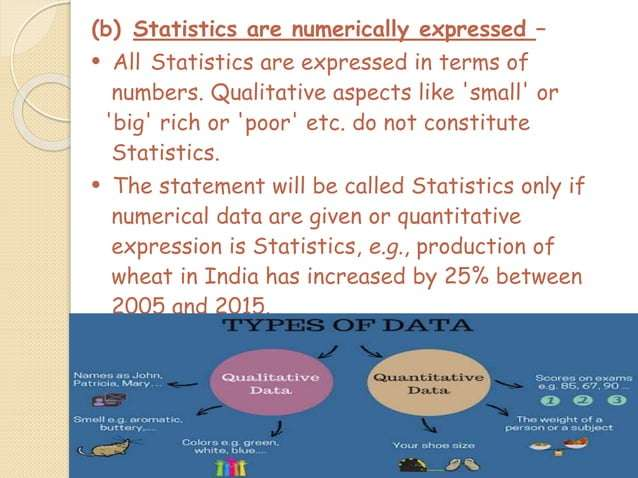 (b) Statistics are numerically expressed –
• All Statistics are expressed in terms of
numbers. Qualitative aspects like 'small' or
'big' rich or 'poor' etc. do not constitute
Statistics.
• The statement will be called Statistics only if
numerical data are given or quantitative
expression is Statistics, e.g., production of
wheat in India has increased by 25% between
2005 and 2015.
TYPES OF DATA
Qualitative
Data
Quantitative
Data
Names as John,
Patricia, Mary,...
Smell e.g. aromatic,
buttery,....
Colors e.g. green,
white, blue....
Scores on exams
e.g. 85, 67, 90 ...
1 2 3
The weight of a
person or a subject
Your shoe size